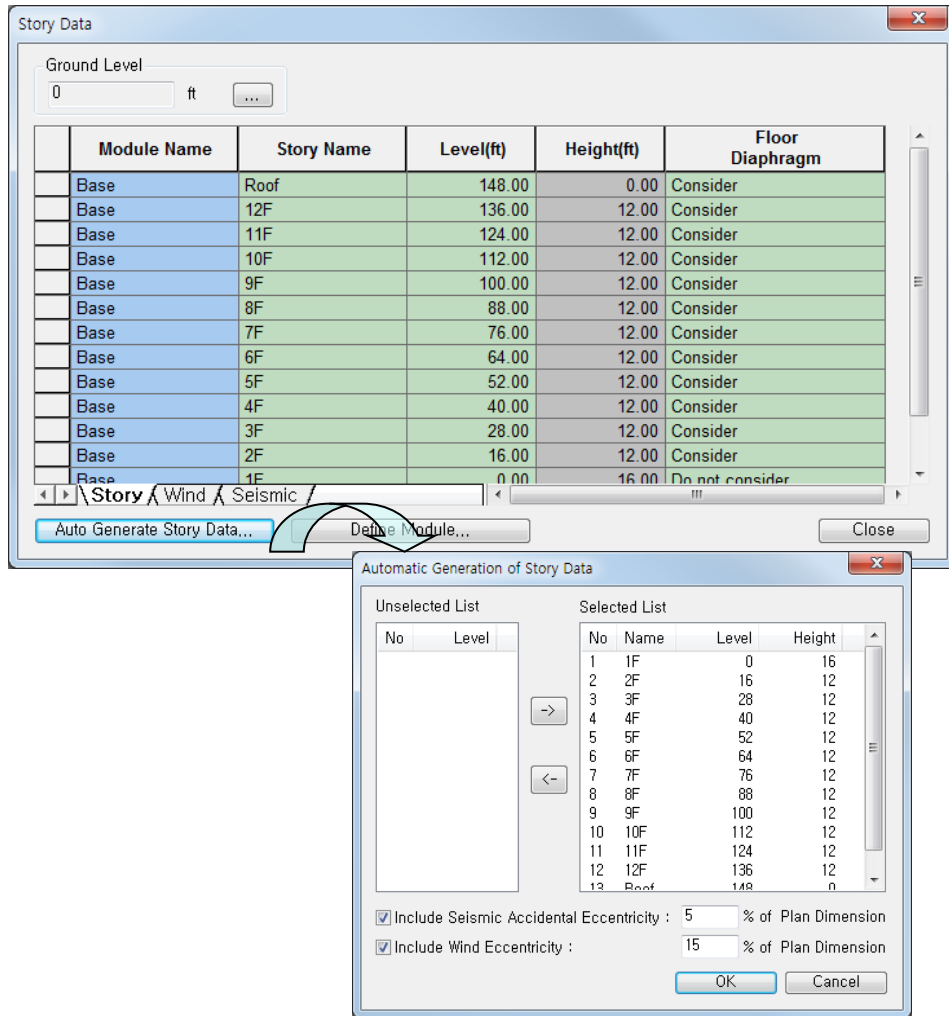 Story Data
Ground Level
0 ft ...
Module Name Story Name Level(ft) Height(ft) Floor Diaphragm
Base Roof 148.00 0.00 Consider
Base 12F 136.00 12.00 Consider
Base 11F 124.00 12.00 Consider
Base 10F 112.00 12.00 Consider
Base 9F 100.00 12.00 Consider
Base 8F 88.00 12.00 Consider
Base 7F 76.00 12.00 Consider
Base 6F 64.00 12.00 Consider
Base 5F 52.00 12.00 Consider
Base 4F 40.00 12.00 Consider
Base 3F 28.00 12.00 Consider
Base 2F 16.00 12.00 Consider
Base 1F 0.00 16.00 Do not consider
Story Wind Seismic
Auto Generate Story Data... Define Module... Close
Automatic Generation of Story Data
Unselected List Selected List
No Level No Name Level Height
1 1F 0 16
2 2F 16 12
3 3F 28 12
4 4F 40 12
5 5F 52 12
6 6F 64 12
7 7F 76 12
8 8F 88 12
9 9F 100 12
10 10F 112 12
11 11F 124 12
12 12F 136 12
13 Roof 148 0
->
<-
Include Seismic Accidental Eccentricity : 5 % of Plan Dimension
Include Wind Eccentricity : 15 % of Plan Dimension
OK Cancel